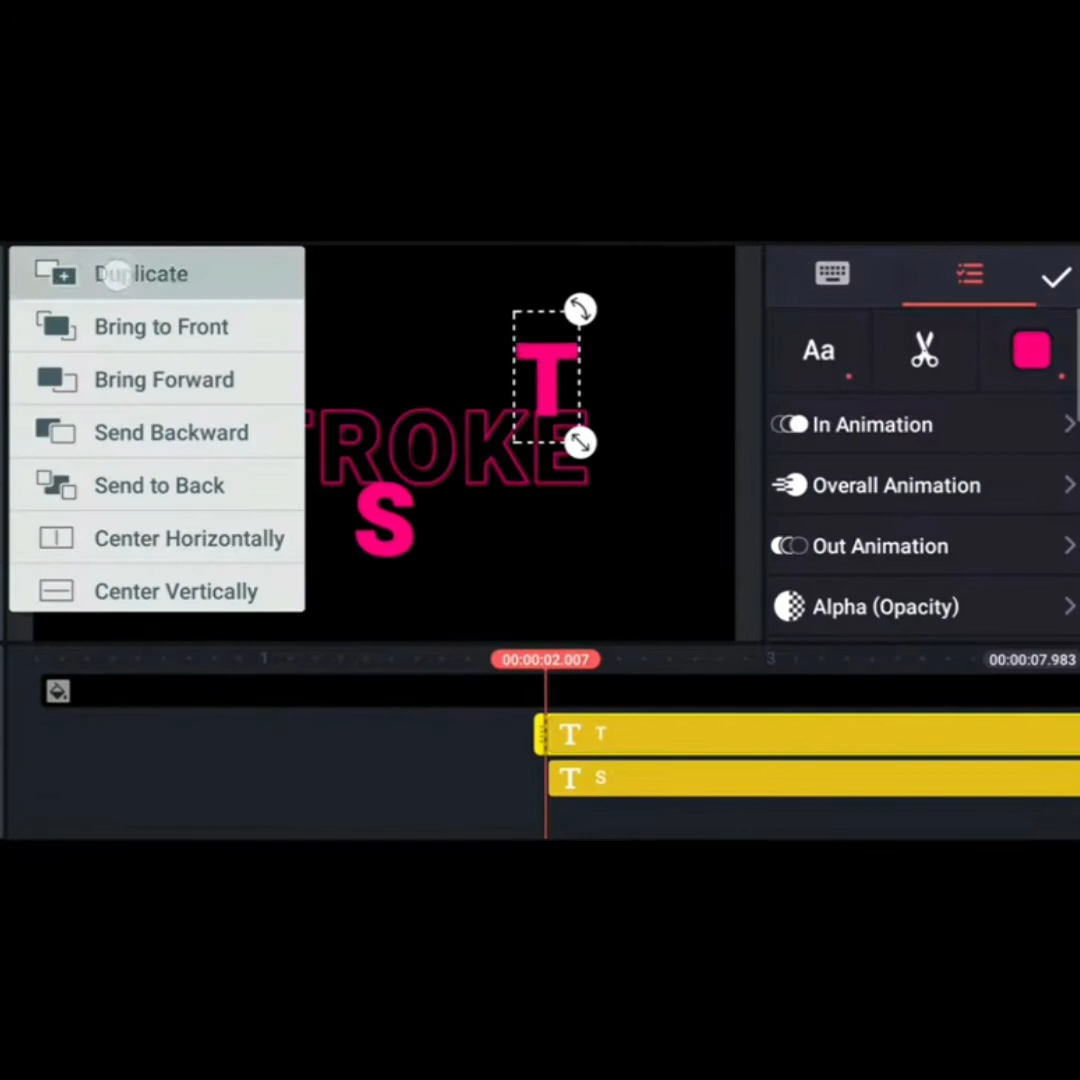 Duplicate
Bring to Front
Bring Forward
Send Backward
Send to Back
Center Horizontally
Center Vertically
T
TROKE
S
Aa
In Animation
Overall Animation
Out Animation
Alpha (Opacity)
1
00:00:02.007
3
00:00:07.983
T T
T S